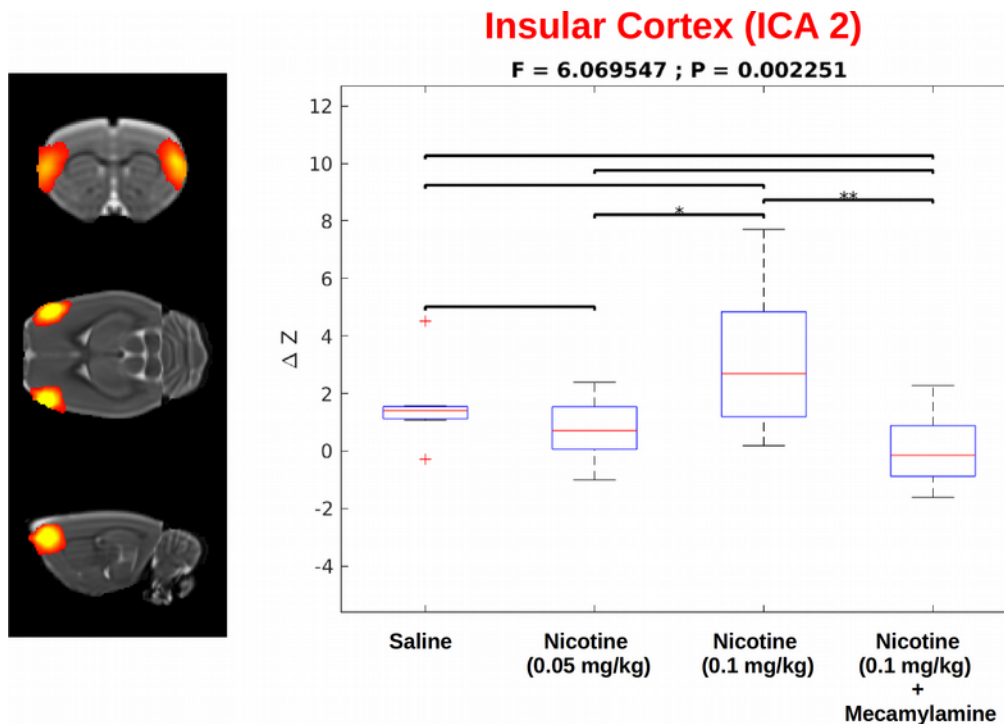 Insular Cortex (ICA 2)
F = 6.069547 ; P = 0.002251
12
10
8
6
4
2
0
-2
-4
Δ Z
*
**
Saline
Nicotine
(0.05 mg/kg)
Nicotine
(0.1 mg/kg)
Nicotine
(0.1 mg/kg)
+
Mecamylamine